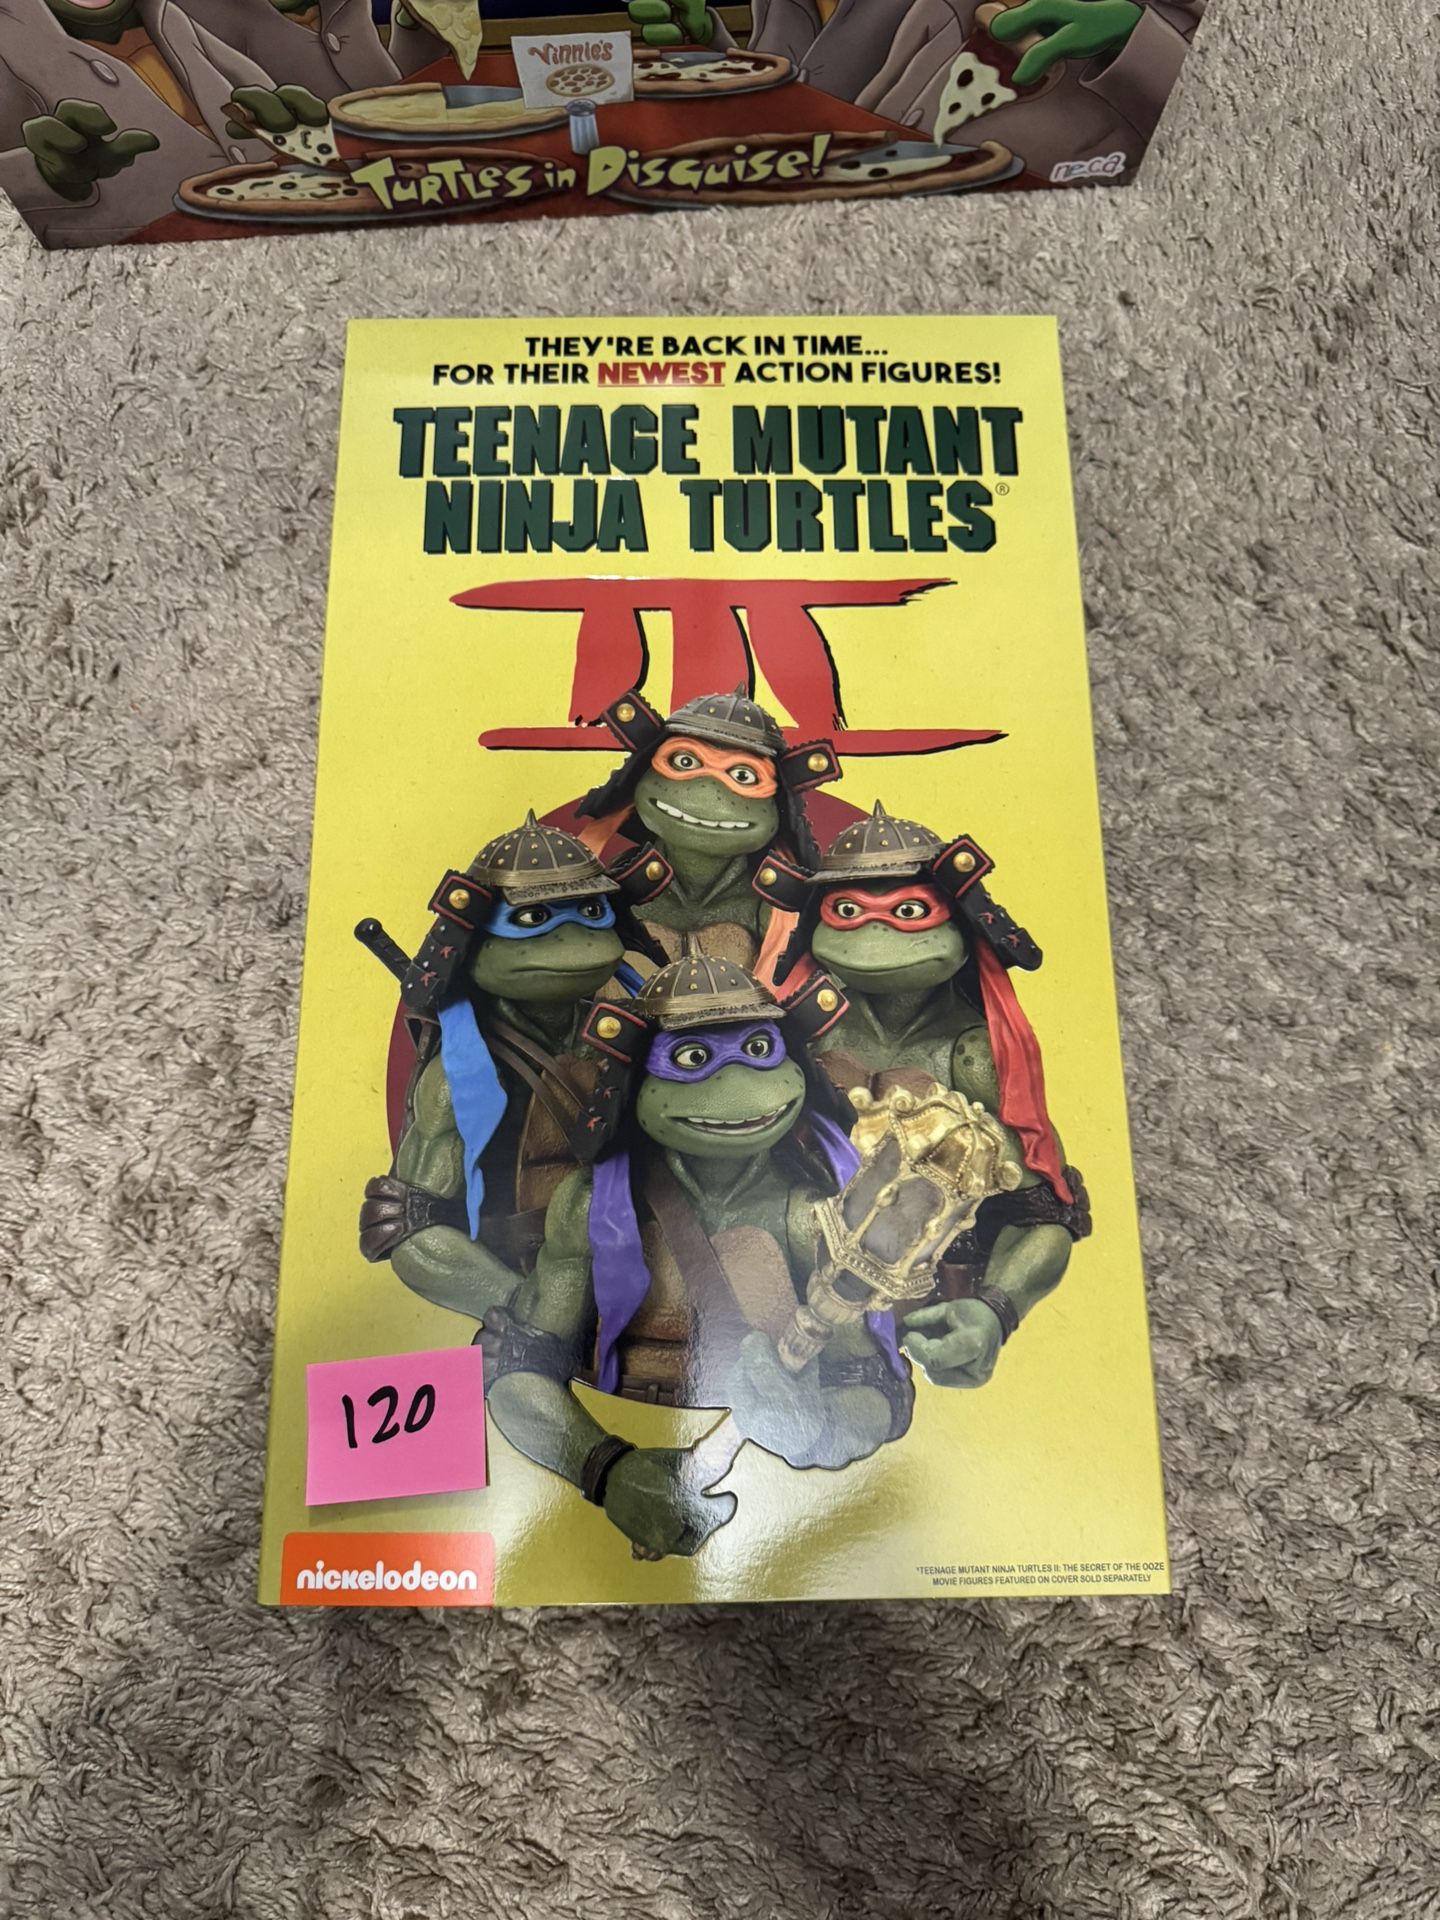 Vinnie's
TURTLES in DISGUISE!
neca
THEY'RE BACK IN TIME...
FOR THEIR NEWEST ACTION FIGURES!
TEENAGE MUTANT
NINJA TURTLES®
III
120
nickelodeon
*TEENAGE MUTANT NINJA TURTLES II: THE SECRET OF THE OOZE
MOVIE FIGURES FEATURED ON COVER SOLD SEPARATELY